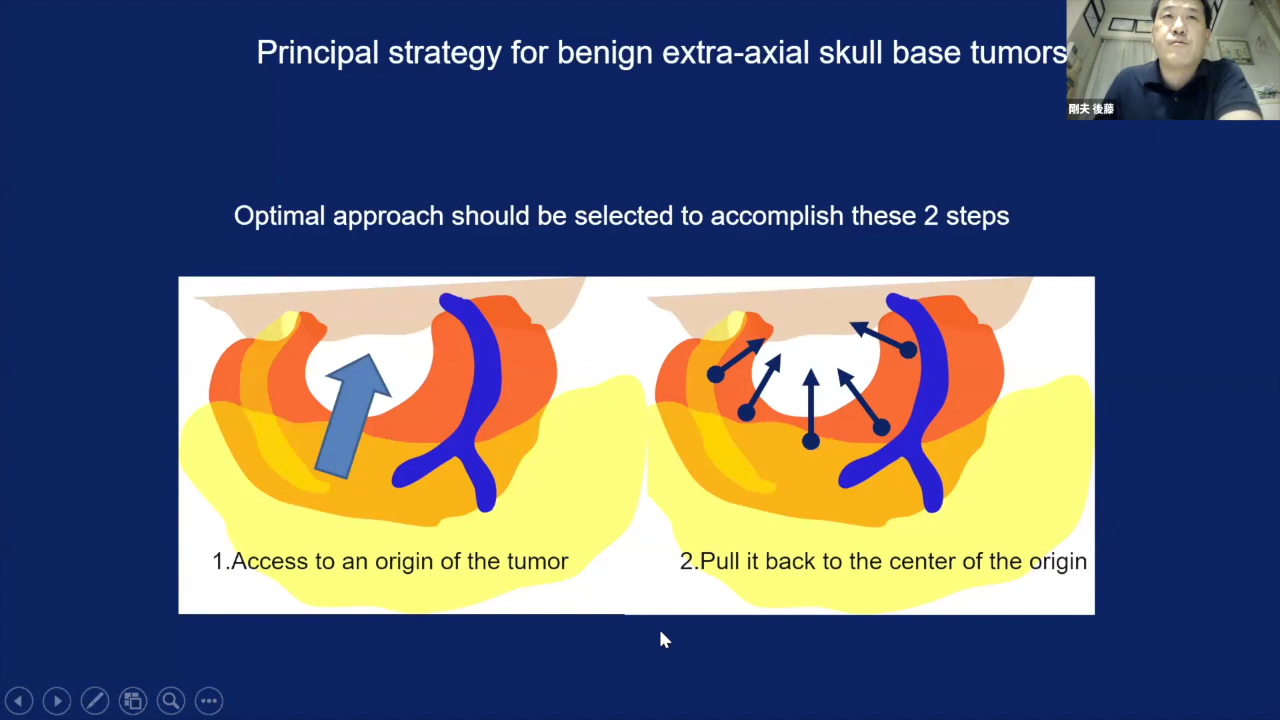 Principal strategy for benign extra-axial skull base tumors
剛夫 後藤
Optimal approach should be selected to accomplish these 2 steps
1.Access to an origin of the tumor
2.Pull it back to the center of the origin